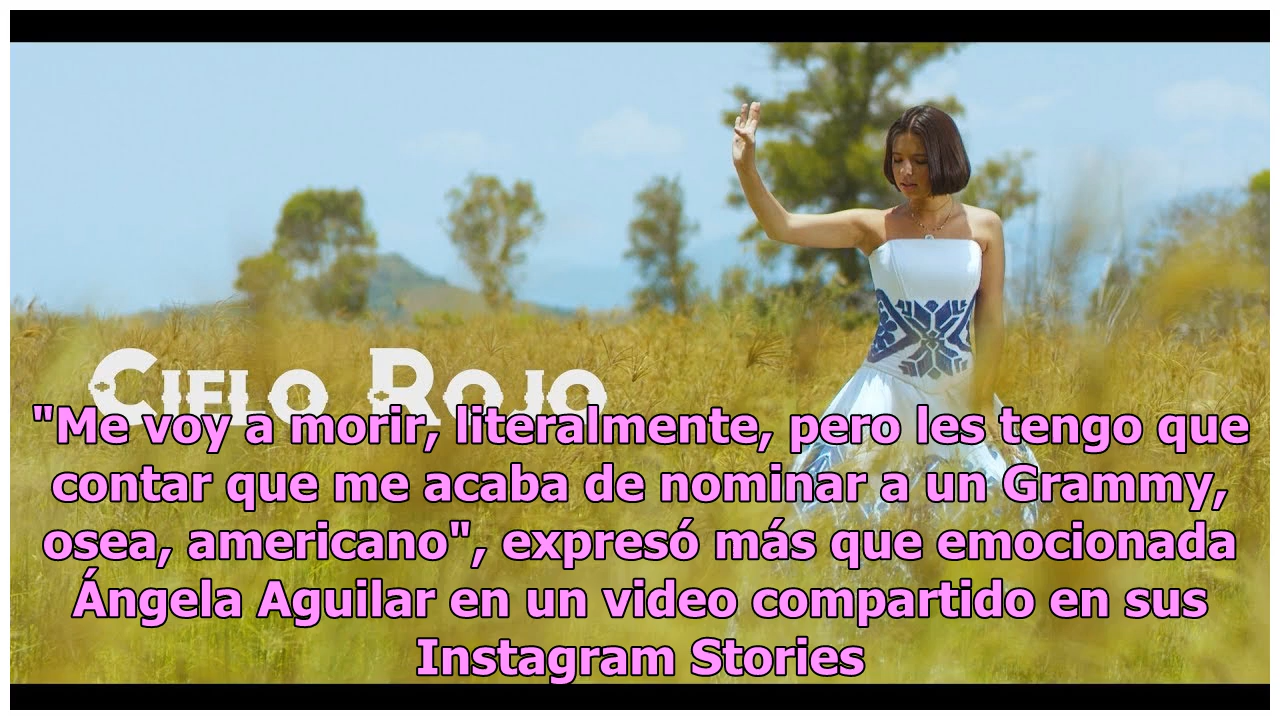 Cielo Rojo
"Me voy a morir, literalmente, pero les tengo que
contar que me acaba de nominar a un Grammy,
osea, americano", expresó más que emocionada
Ángela Aguilar en un video compartido en sus
Instagram Stories